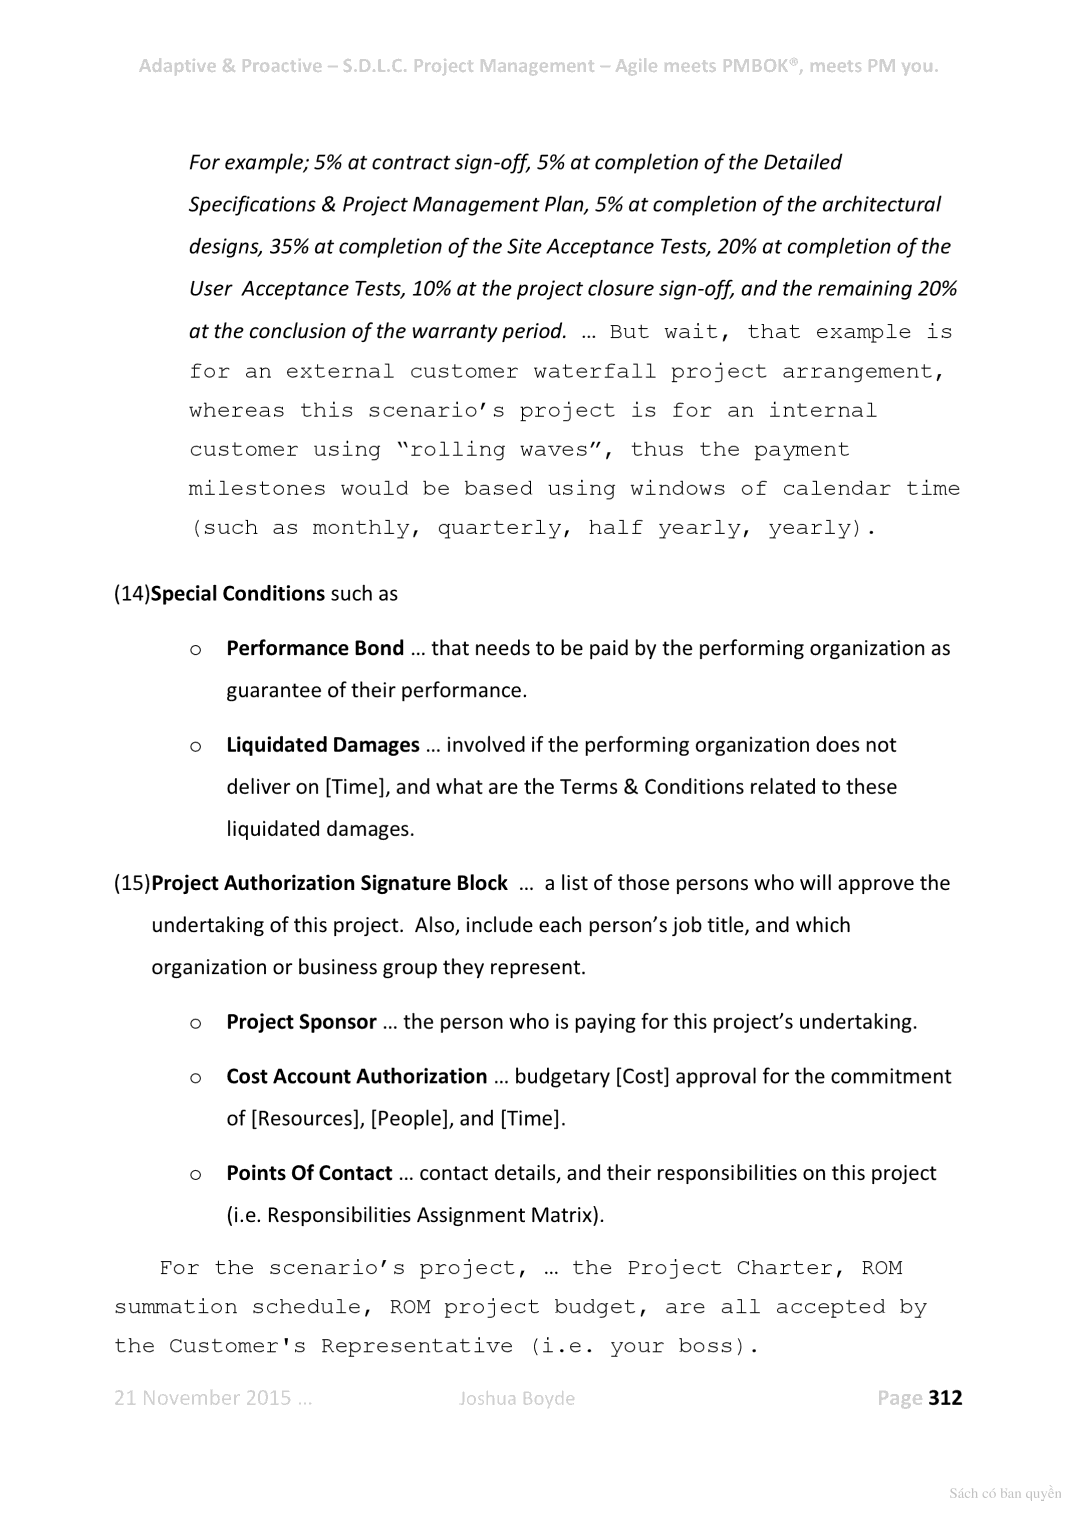 Adaptive & Proactive – S.D.L.C. Project Management – Agile meets PMBOK®, meets PM you.
For example; 5% at contract sign-off, 5% at completion of the Detailed
Specifications & Project Management Plan, 5% at completion of the architectural
designs, 35% at completion of the Site Acceptance Tests, 20% at completion of the
User  Acceptance Tests, 10% at the project closure sign-off, and the remaining 20%
at the conclusion of the warranty period.  … But wait, that example is
for an external customer waterfall project arrangement,
whereas this scenario’s project is for an internal
customer using “rolling waves”, thus the payment
milestones would be based using windows of calendar time
(such as monthly, quarterly, half yearly, yearly).
(14)Special Conditions such as
o Performance Bond … that needs to be paid by the performing organization as
guarantee of their performance.
o Liquidated Damages … involved if the performing organization does not
deliver on [Time], and what are the Terms & Conditions related to these
liquidated damages.
(15)Project Authorization Signature Block  …  a list of those persons who will approve the
undertaking of this project.  Also, include each person’s job title, and which
organization or business group they represent.
o Project Sponsor … the person who is paying for this project’s undertaking.
o Cost Account Authorization … budgetary [Cost] approval for the commitment
of [Resources], [People], and [Time].
o Points Of Contact … contact details, and their responsibilities on this project
(i.e. Responsibilities Assignment Matrix).
For the scenario’s project, … the Project Charter, ROM
summation schedule, ROM project budget, are all accepted by
the Customer's Representative (i.e. your boss).
21 November 2015 … Joshua Boyde Page 312
Sách có bản quyền